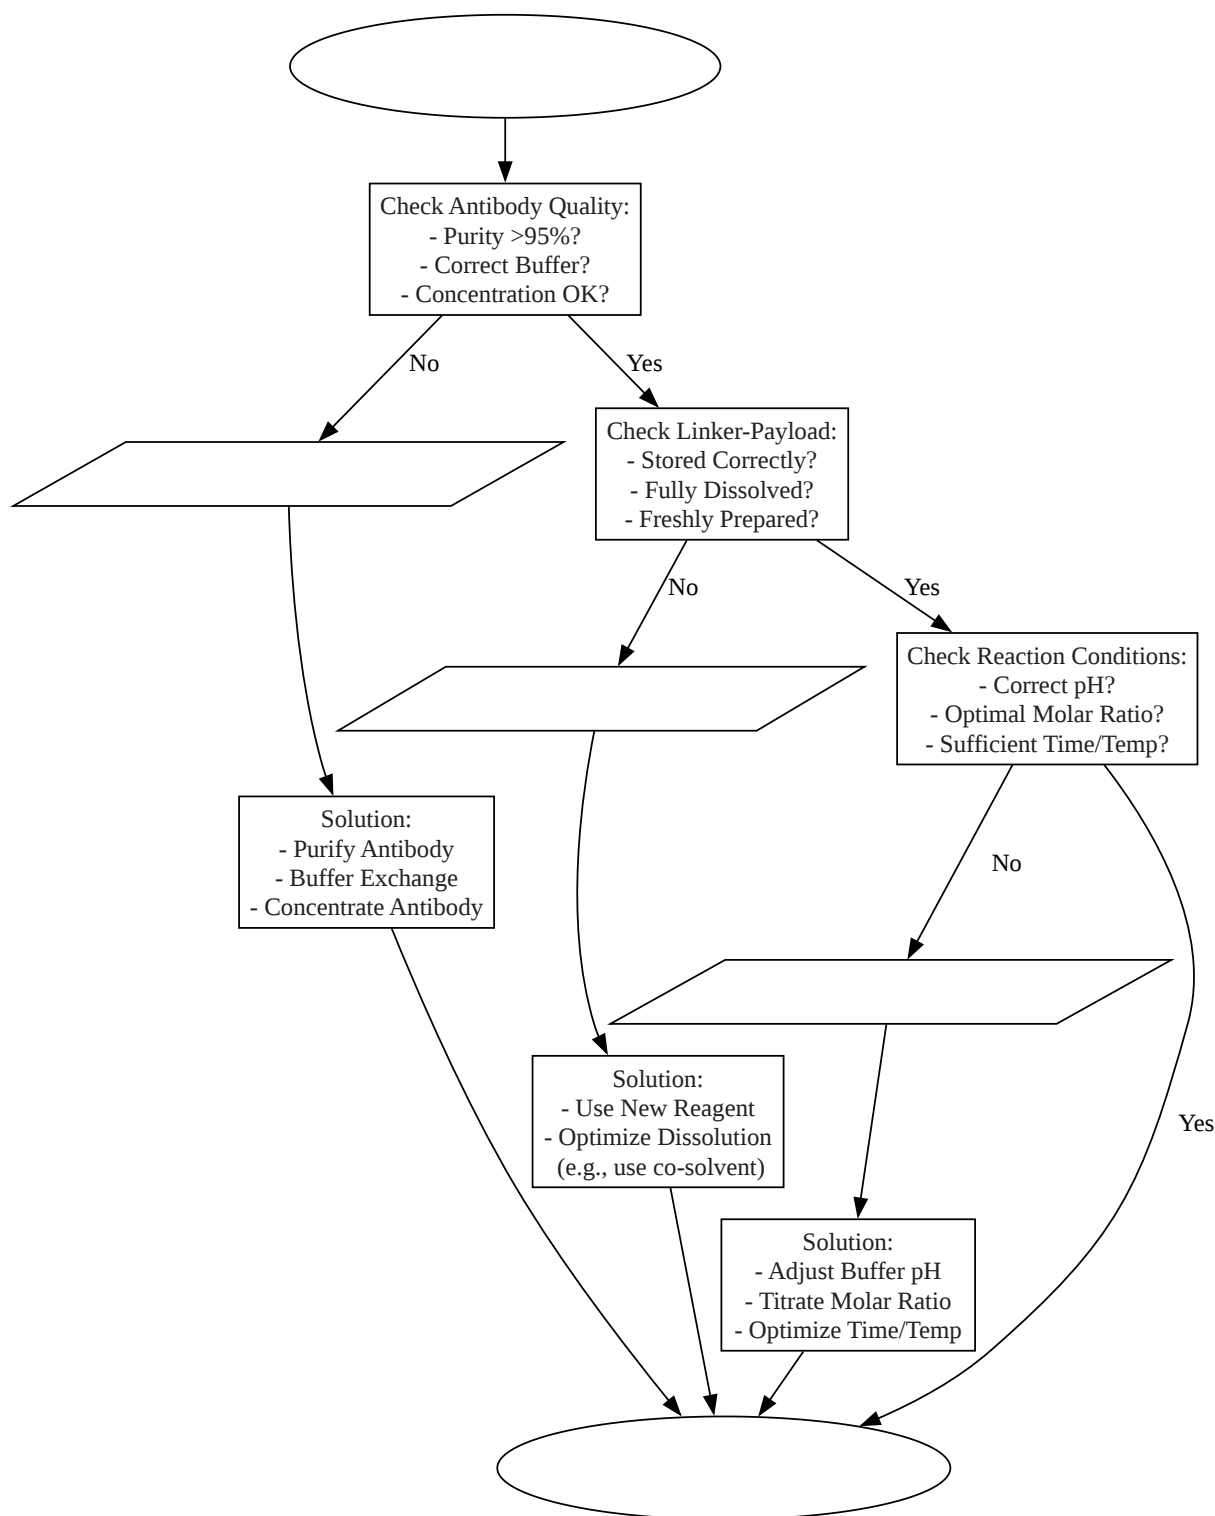 Check Antibody Quality:
- Purity >95%?
- Correct Buffer?
- Concentration OK?
No
Yes
Check Linker-Payload:
- Stored Correctly?
- Fully Dissolved?
- Freshly Prepared?
No
Yes
Check Reaction Conditions:
- Correct pH?
- Optimal Molar Ratio?
- Sufficient Time/Temp?
Solution:
- Purify Antibody
- Buffer Exchange
- Concentrate Antibody
No
Yes
Solution:
- Use New Reagent
- Optimize Dissolution
(e.g., use co-solvent)
Solution:
- Adjust Buffer pH
- Titrate Molar Ratio
- Optimize Time/Temp